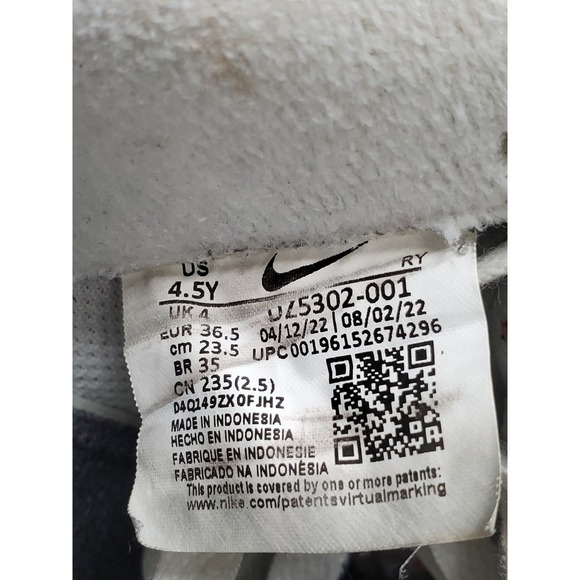 US RY
4.5Y 5302-001
UK 4 04/12/22 | 08/02/22
EUR 36.5 UPC00196152674296
cm 23.5
BR 35
CN 235(2.5)
D4Q149ZX0FJHZ
MADE IN INDONESIA
HECHO EN INDONESIA
FABRIQUE EN INDONESIE
FABRICADO NA INDONÉSIA
This product is covered by one or more patents:
www.nike.com/patentsvirtualmarking